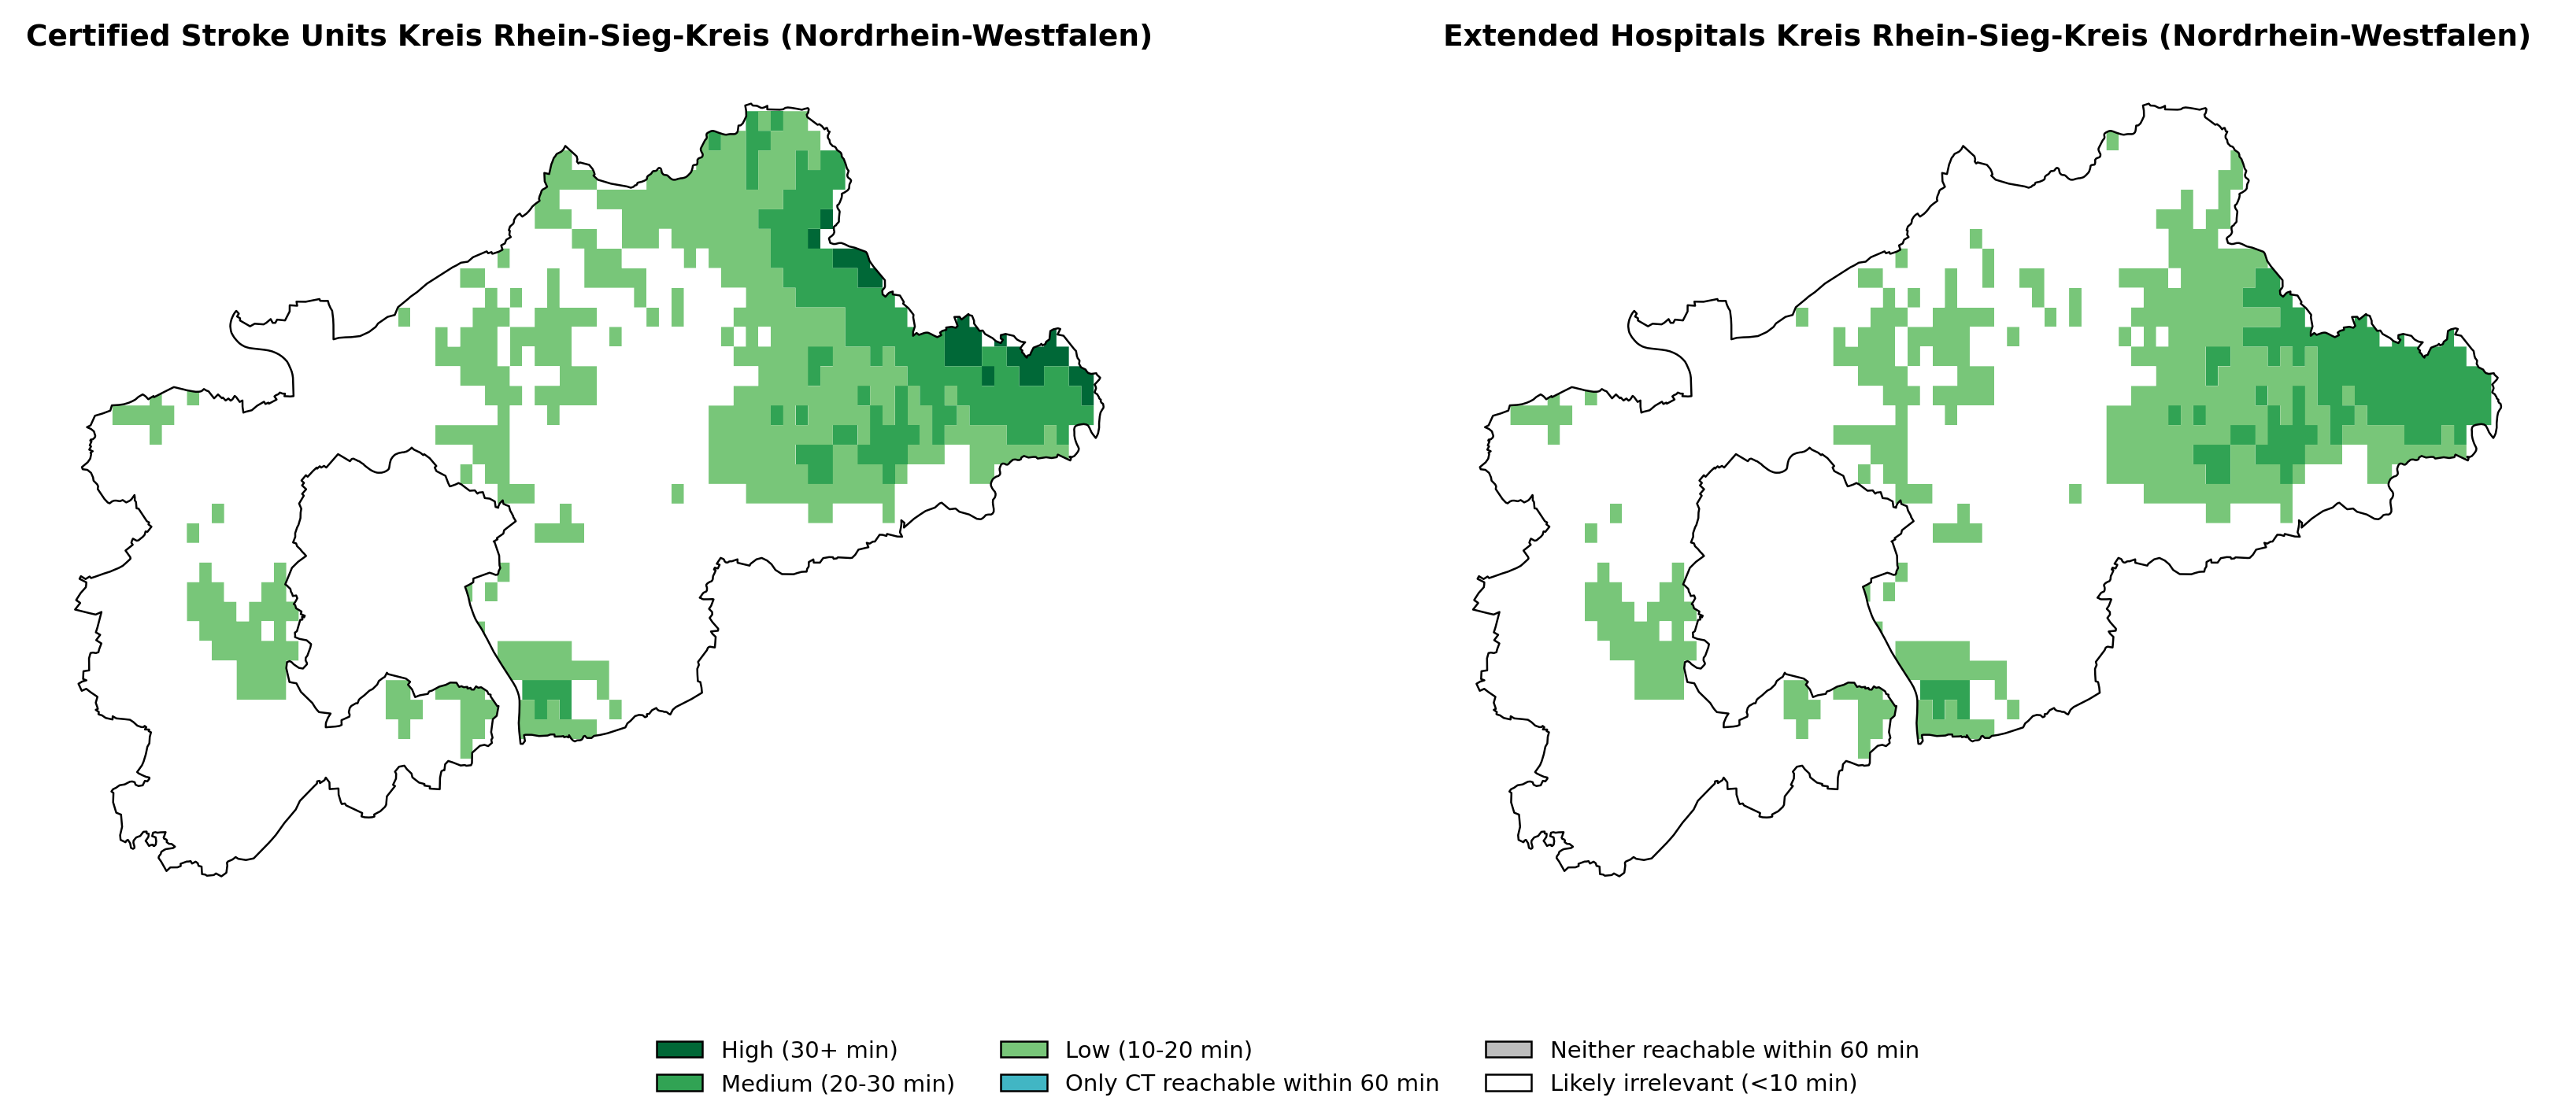 Certified Stroke Units Kreis Rhein-Sieg-Kreis (Nordrhein-Westfalen)
Extended Hospitals Kreis Rhein-Sieg-Kreis (Nordrhein-Westfalen)
High (30+ min)
Medium (20-30 min)
Low (10-20 min)
Only CT reachable within 60 min
Neither reachable within 60 min
Likely irrelevant (<10 min)